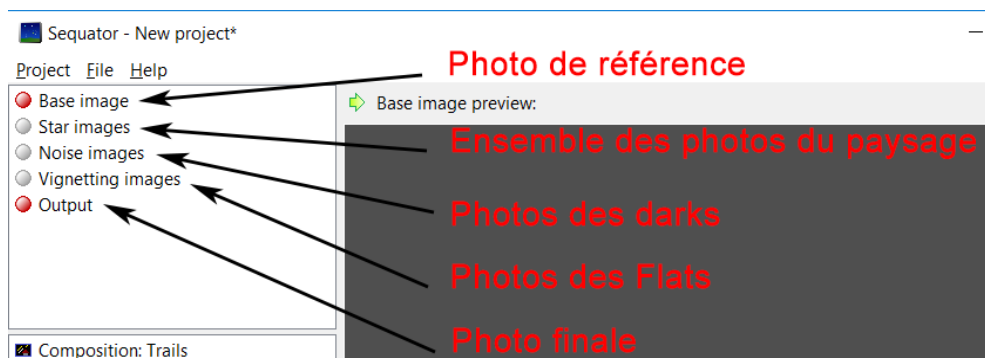 Sequator - New project*
Project File Help
Photo de référence
Base image
Base image preview:
Star images
Ensemble des photos du paysage
Noise images
Vignetting images
Output
Photos des darks
Photos des Flats
Photo finale
Composition: Trails